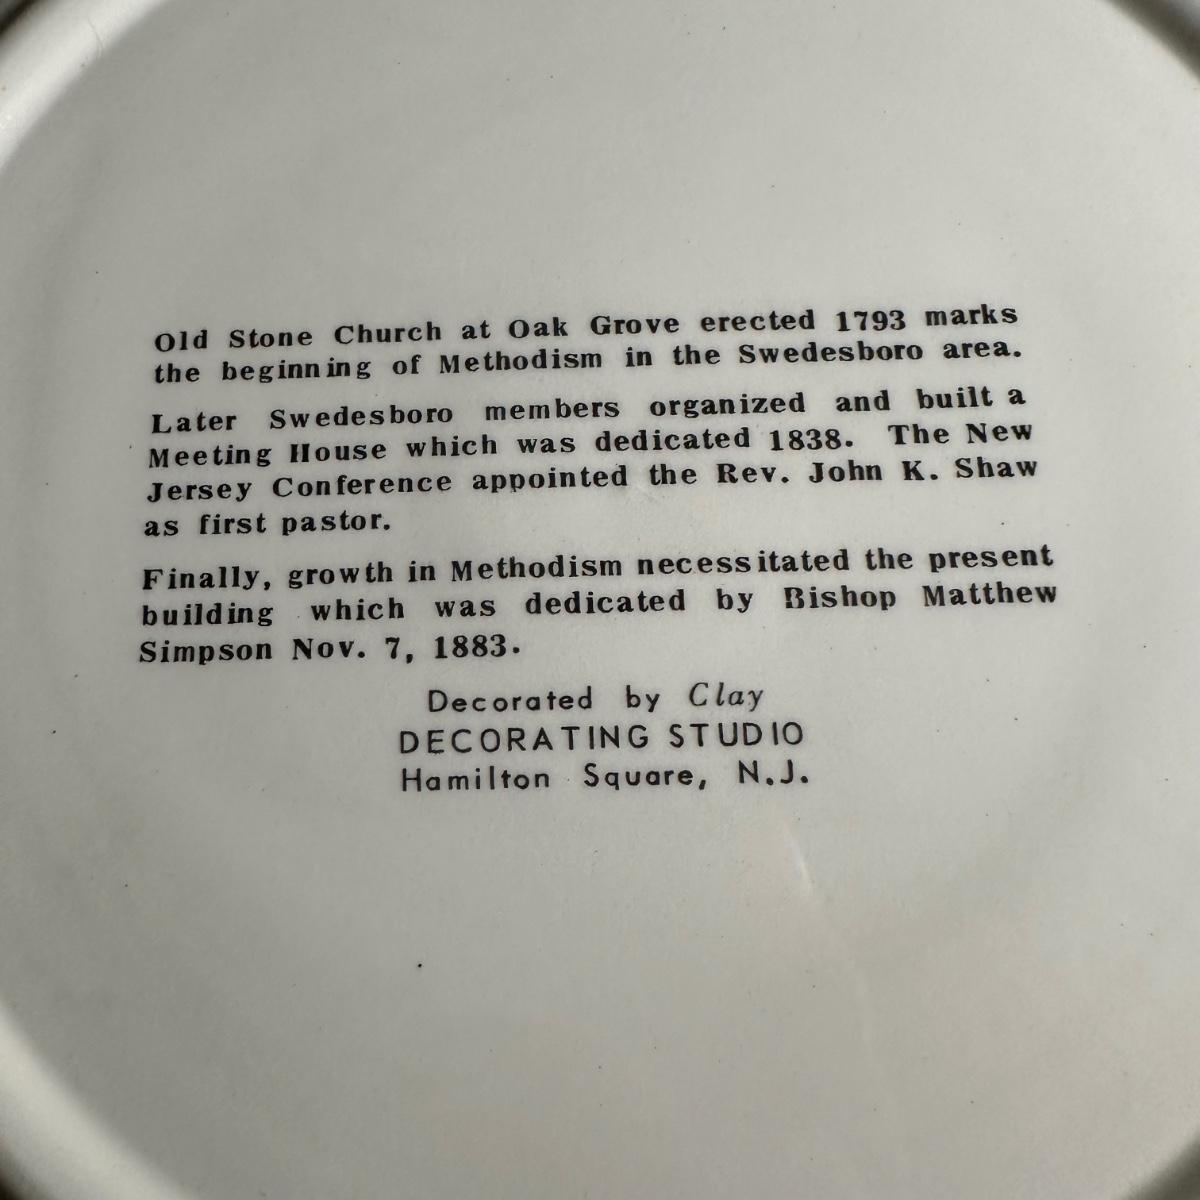 Old Stone Church at Oak Grove erected 1793 marks
the beginning of Methodism in the Swedesboro area.
Later Swedesboro members organized and built a
Meeting House which was dedicated 1838. The New
Jersey Conference appointed the Rev. John K. Shaw
as first pastor.
Finally, growth in Methodism necessitated the present
building which was dedicated by Bishop Matthew
Simpson Nov. 7, 1883.
Decorated by Clay
DECORATING STUDIO
Hamilton Square, N.J.